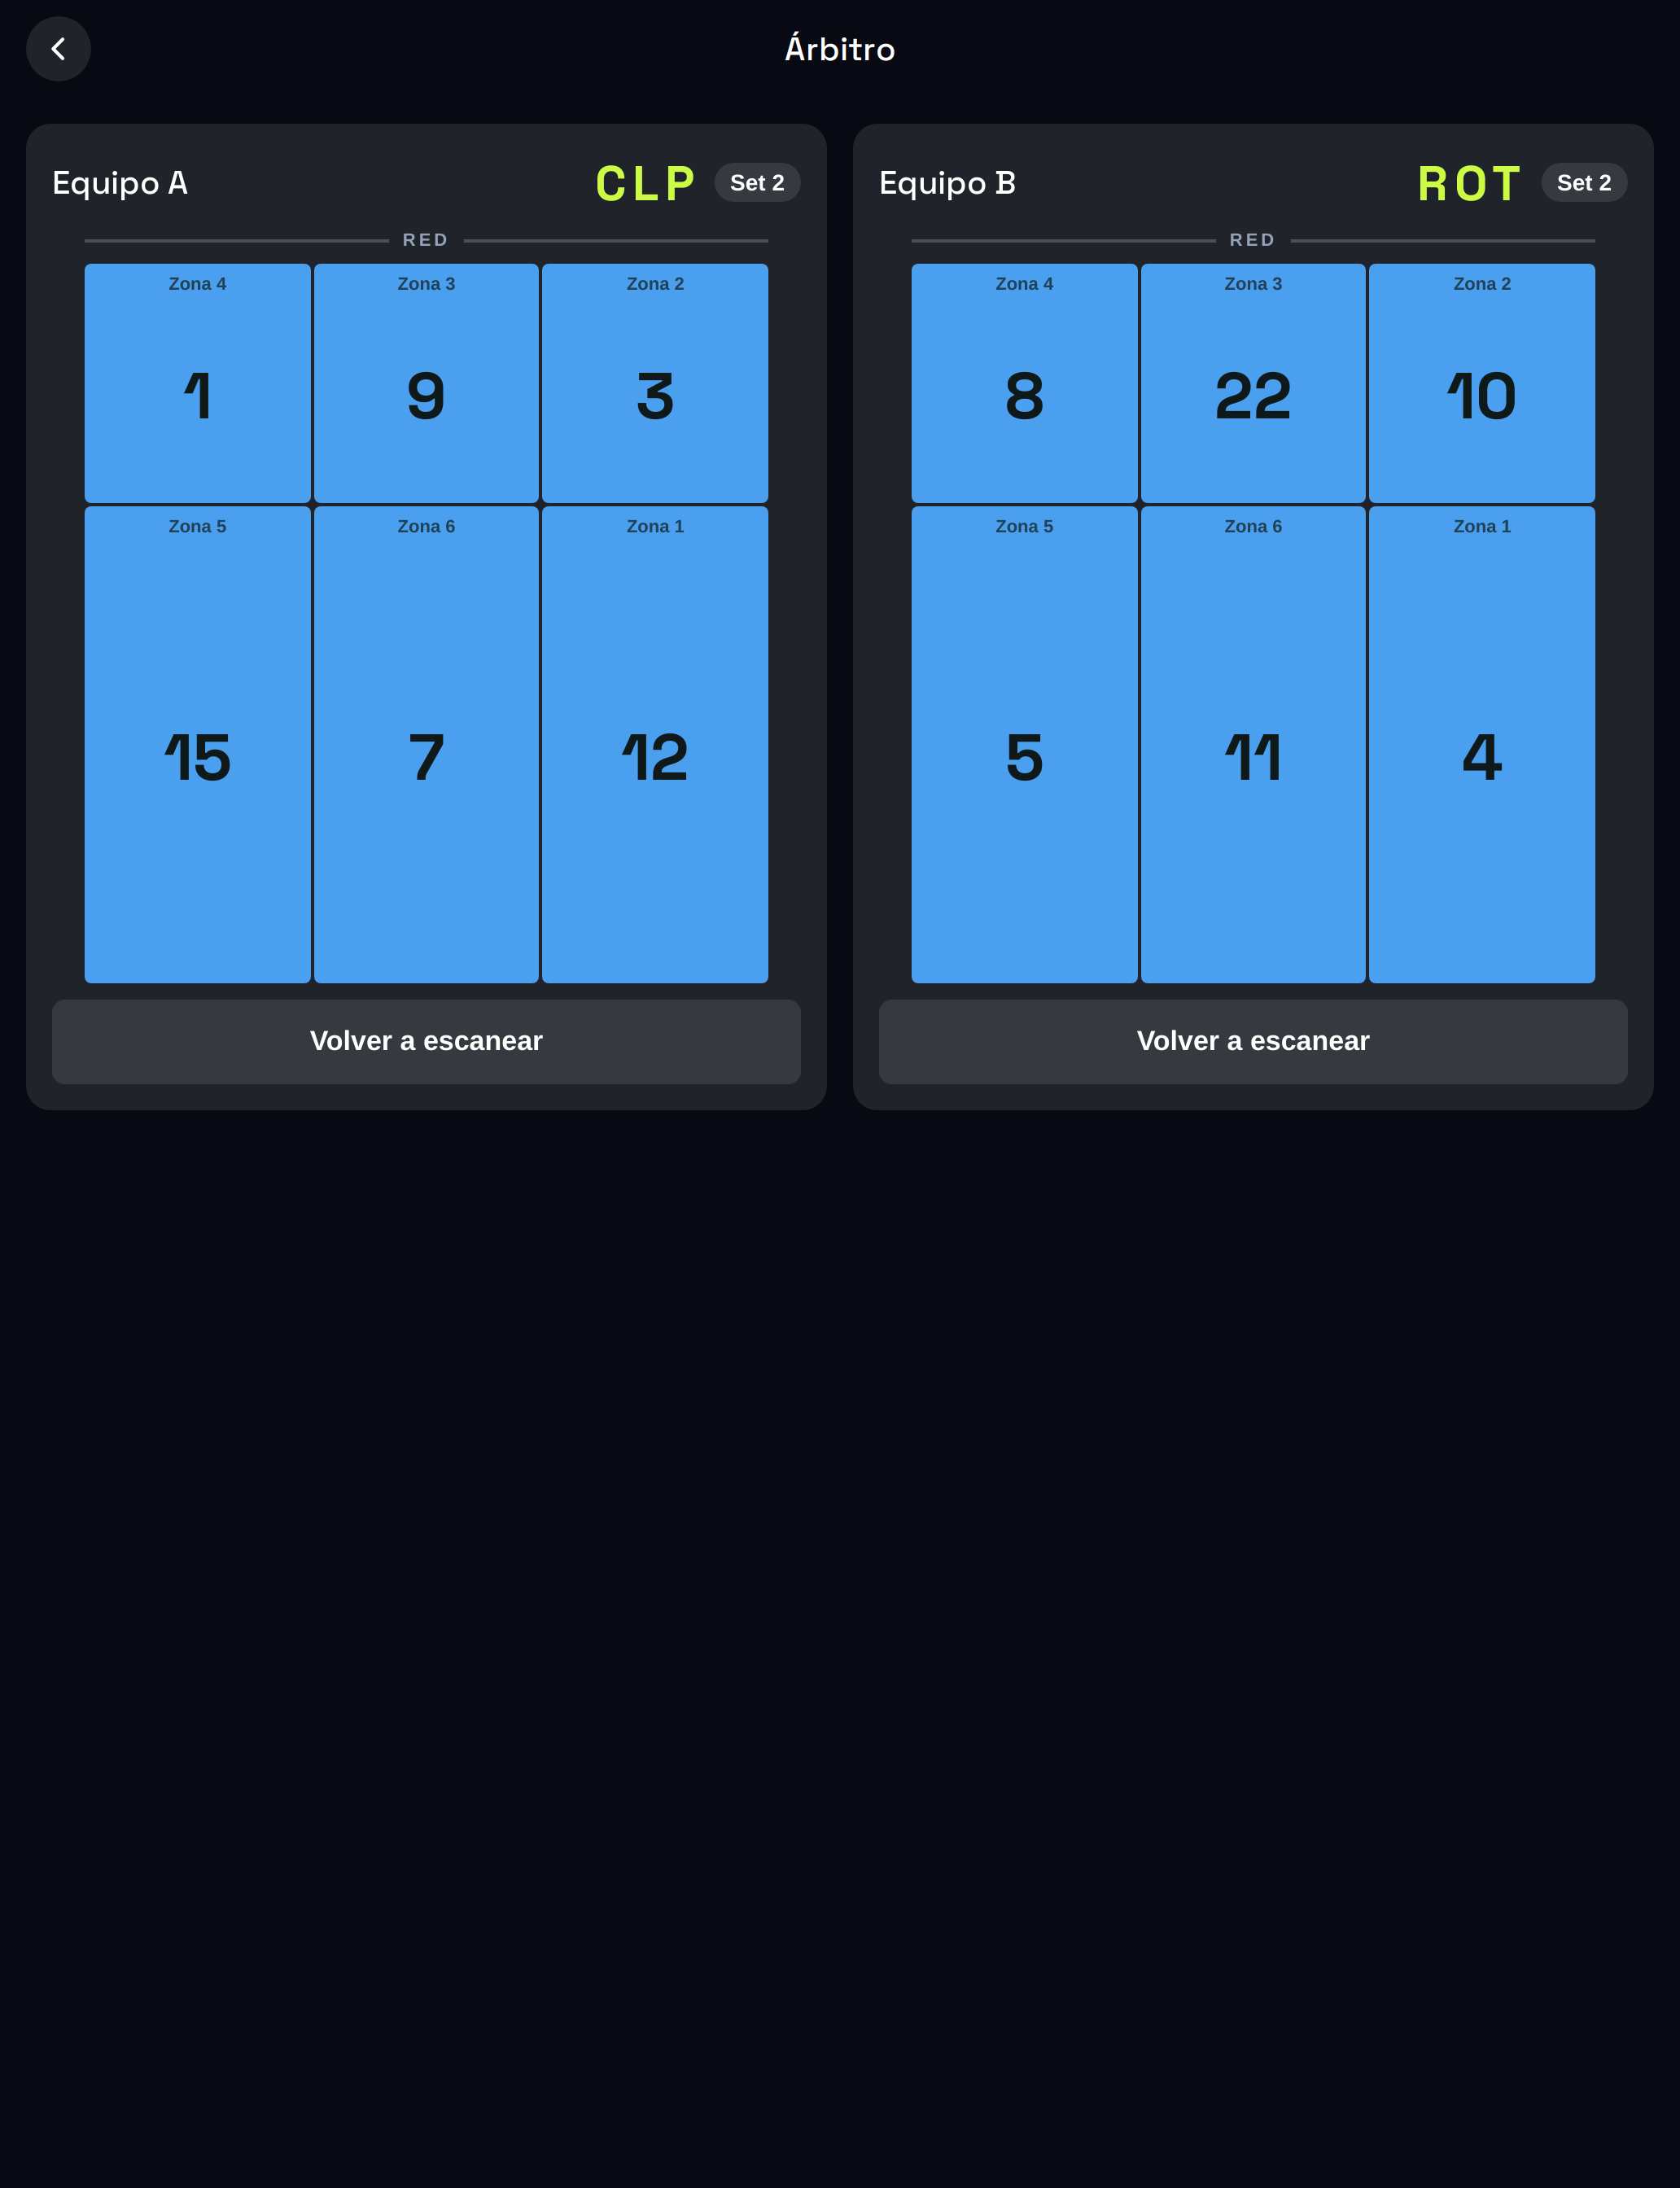 Árbitro
Equipo A
CLP
Set 2
RED
Zona 4
Zona 3
Zona 2
1
9
3
Zona 5
Zona 6
Zona 1
15
7
12
Volver a escanear
Equipo B
ROT
Set 2
RED
Zona 4
Zona 3
Zona 2
8
22
10
Zona 5
Zona 6
Zona 1
5
11
4
Volver a escanear